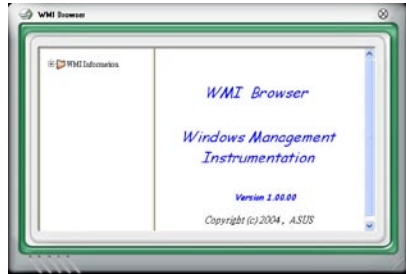 WMI Browser
WMI Information
WMI Browser
Windows Management
Instrumentation
Version 1.00.00
Copyright (c) 2004, ASUS